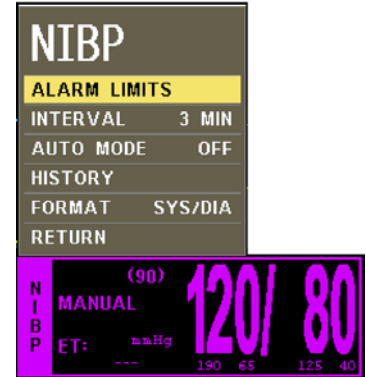 NIBP
ALARM LIMITS
INTERVAL 3 MIN
AUTO MODE OFF
HISTORY
FORMAT SYS/DIA
RETURN
NIBP
(90)
MANUAL
120/ 80
ET: mmHg
---
190 65 125 40